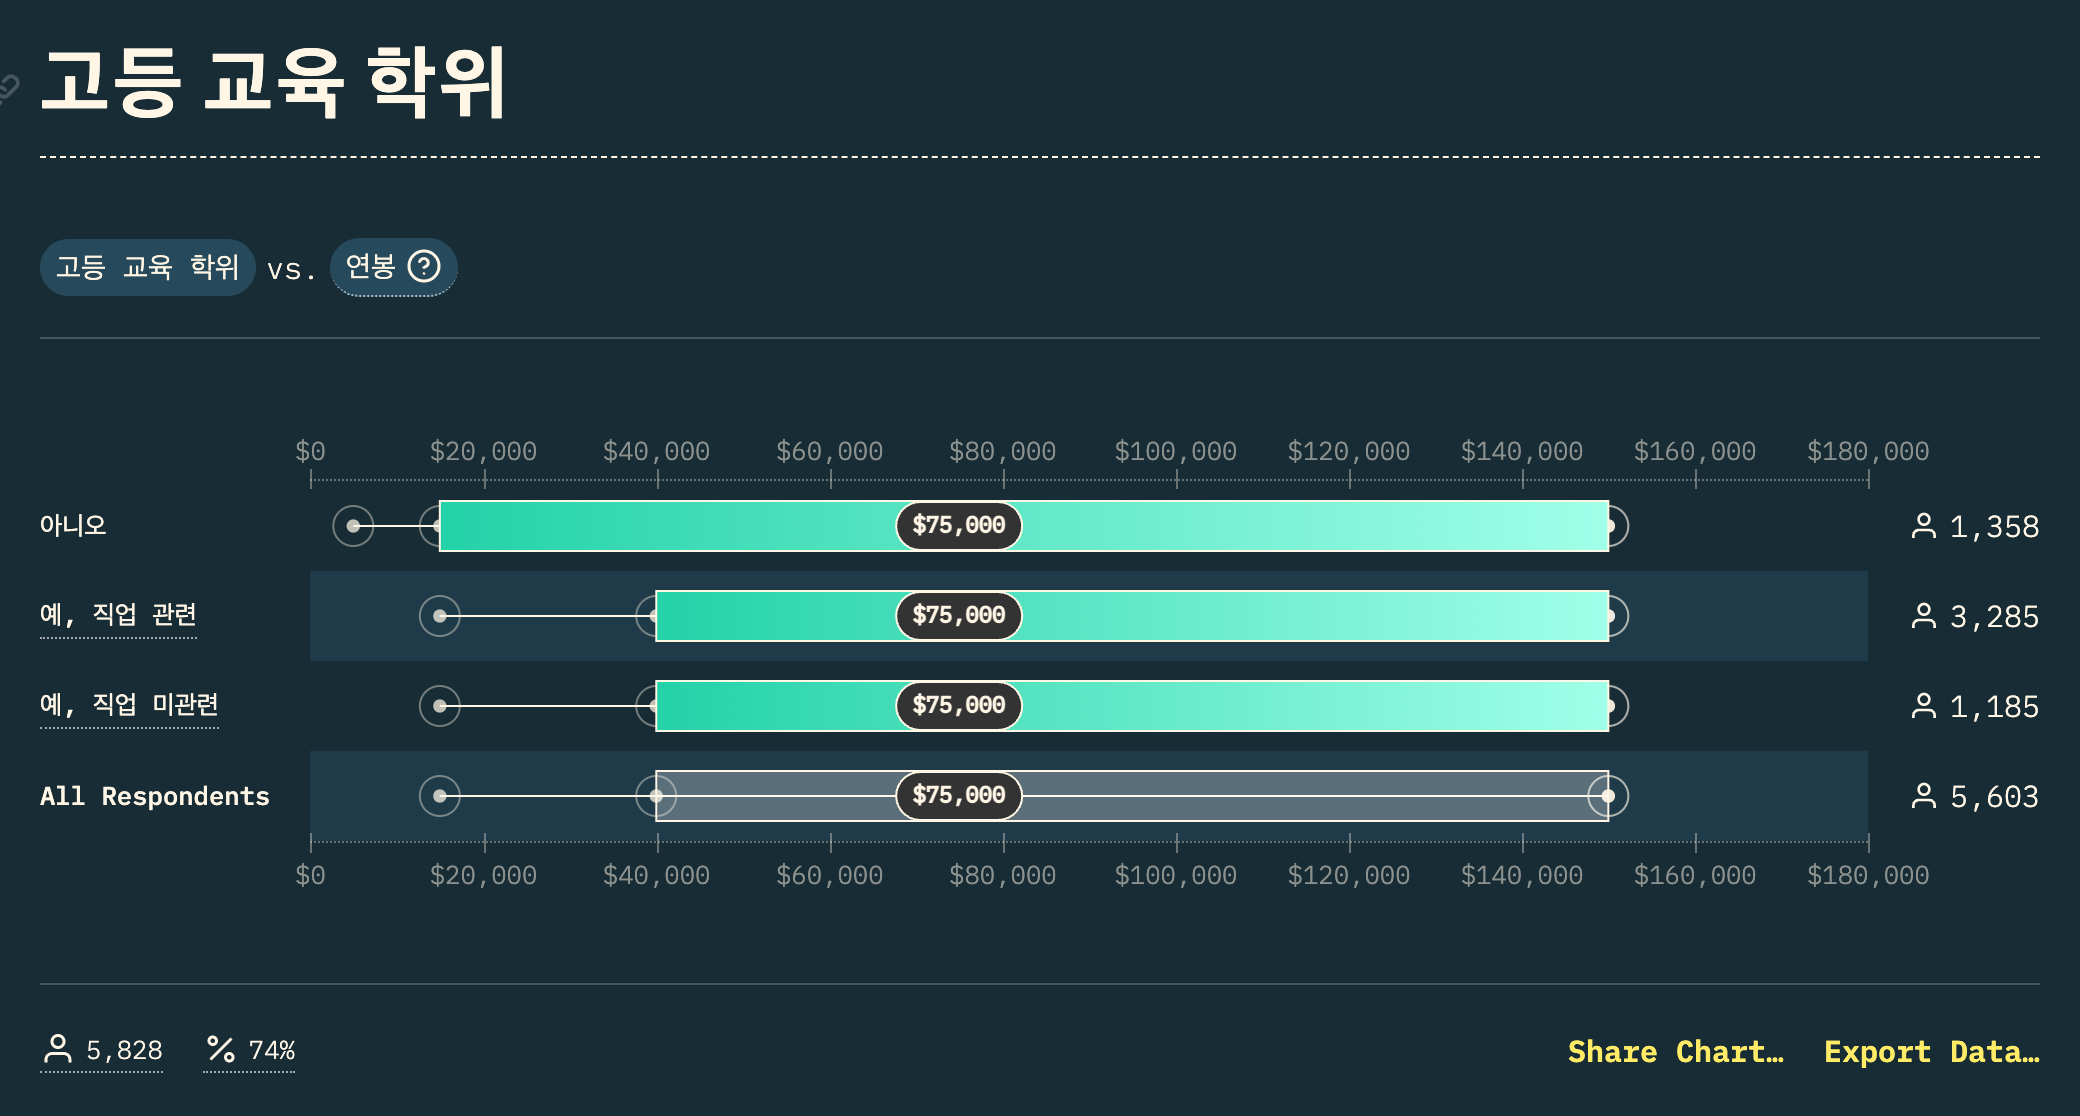 고등 교육 학위
고등 교육 학위 vs. 연봉 ?
$0 $20,000 $40,000 $60,000 $80,000 $100,000 $120,000 $140,000 $160,000 $180,000
아니오 $75,000 1,358
예, 직업 관련 $75,000 3,285
예, 직업 미관련 $75,000 1,185
All Respondents $75,000 5,603
$0 $20,000 $40,000 $60,000 $80,000 $100,000 $120,000 $140,000 $160,000 $180,000
5,828 % 74% Share Chart… Export Data…